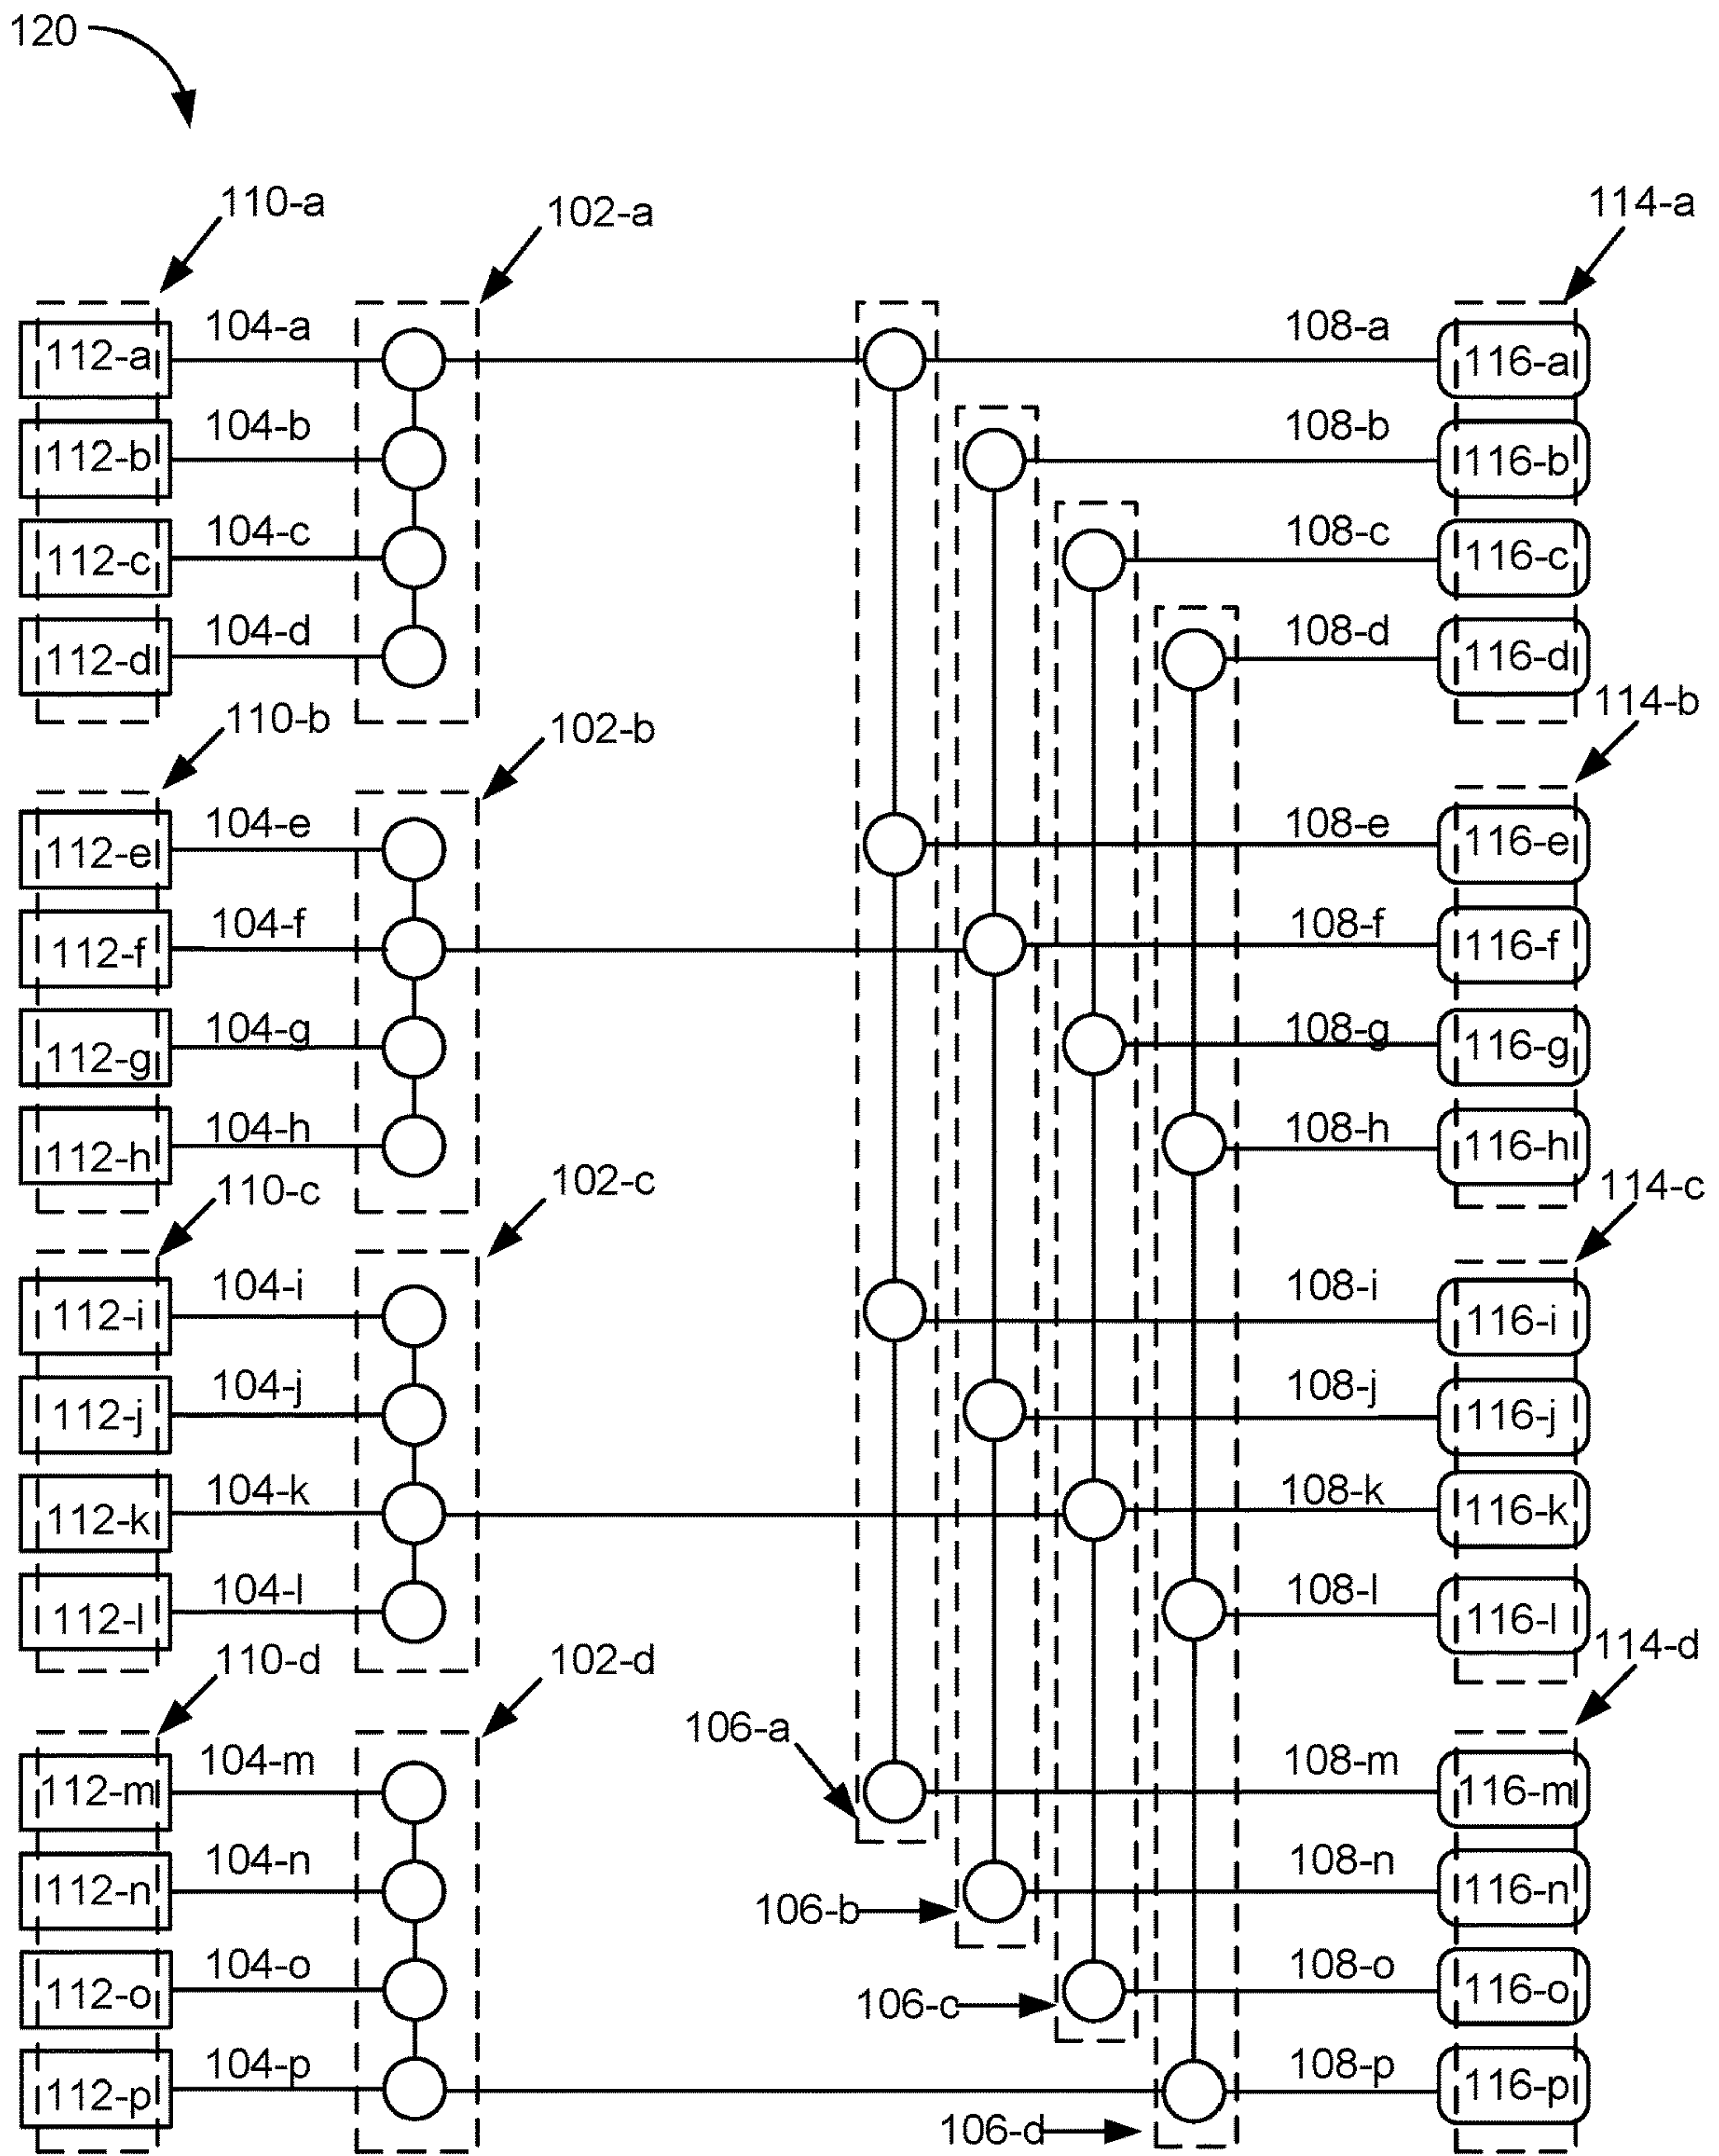 120
110-a 102-a 114-a
112-a 104-a 108-a 116-a
112-b 104-b 108-b 116-b
112-c 104-c 108-c 116-c
112-d 104-d 108-d 116-d
110-b 102-b 114-b
112-e 104-e 108-e 116-e
112-f 104-f 108-f 116-f
112-g 104-g 108-g 116-g
112-h 104-h 108-h 116-h
110-c 102-c 114-c
112-i 104-i 108-i 116-i
112-j 104-j 108-j 116-j
112-k 104-k 108-k 116-k
112-l 104-l 108-l 116-l
110-d 102-d 114-d
106-a
112-m 104-m 108-m 116-m
112-n 104-n 108-n 116-n
106-b
112-o 104-o 108-o 116-o
106-c
112-p 104-p 108-p 116-p
106-d